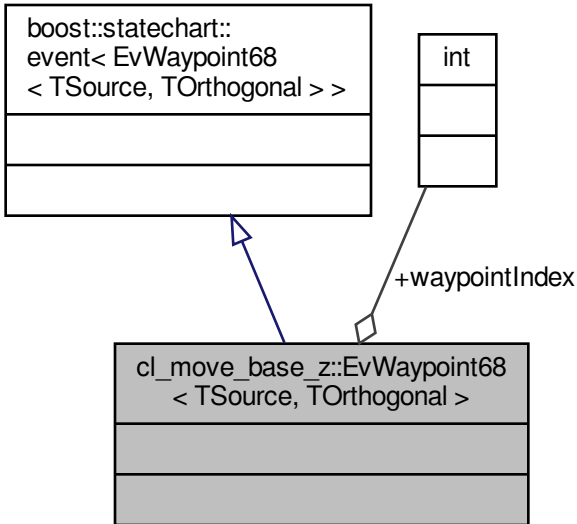 boost::statechart::
event< EvWaypoint68
< TSource, TOrthogonal > >
int
+waypointIndex
cl_move_base_z::EvWaypoint68
< TSource, TOrthogonal >